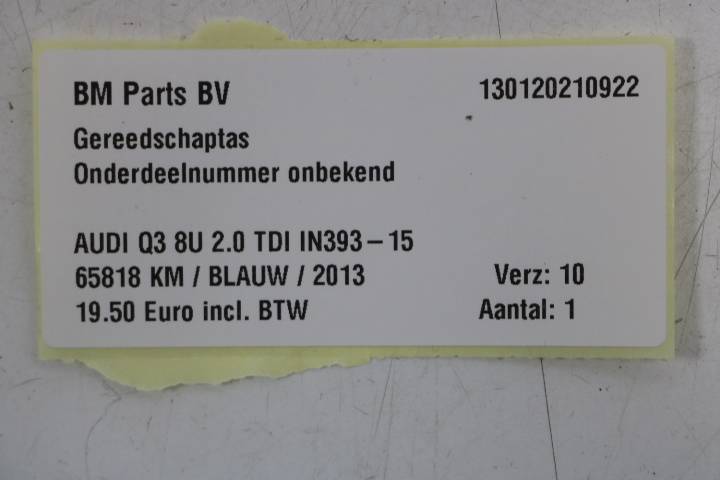 BM Parts BV 130120210922
Gereedschaptas
Onderdeelnummer onbekend
AUDI Q3 8U 2.0 TDI IN393-15
65818 KM / BLAUW / 2013 Verz: 10
19.50 Euro incl. BTW Aantal: 1